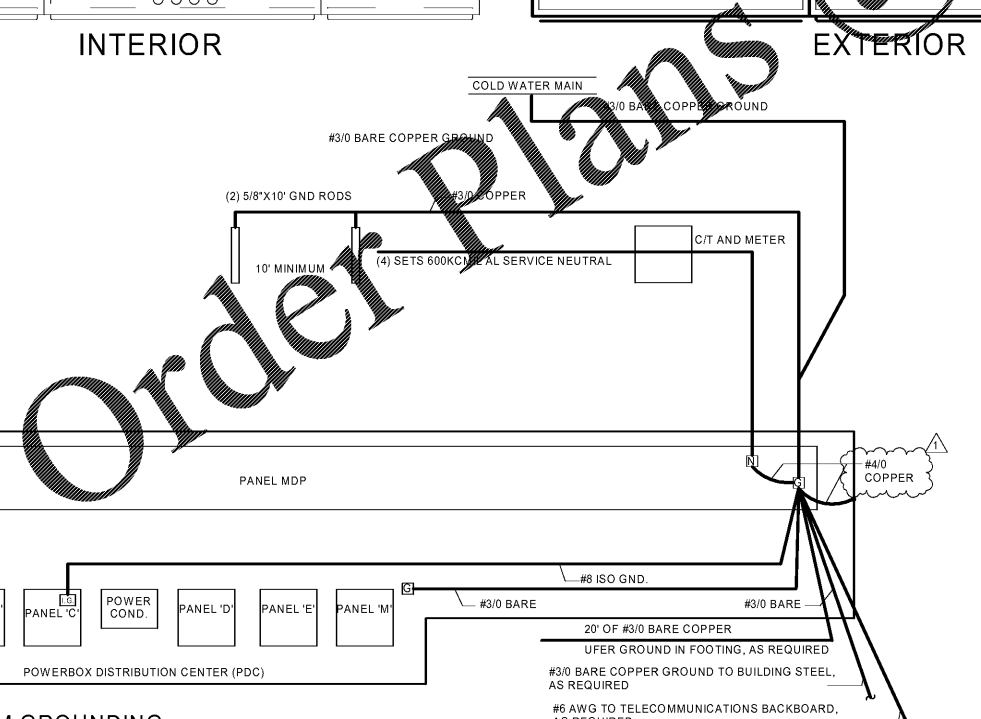 INTERIOR
EXTERIOR
COLD WATER MAIN
#3/0 BARE COPPER GROUND
#3/0 BARE COPPER GROUND
(2) 5/8"X10' GND RODS
#3/0 COPPER
C/T AND METER
(4) SETS 600KCMIL AL SERVICE NEUTRAL
10' MINIMUM
Order Plans
1
N
#4/0
COPPER
PANEL MDP
G
#8 ISO GND.
G
I.G.
PANEL 'C'
POWER
COND.
PANEL 'D'
PANEL 'E'
PANEL 'M'
#3/0 BARE
#3/0 BARE
20' OF #3/0 BARE COPPER
UFER GROUND IN FOOTING, AS REQUIRED
POWERBOX DISTRIBUTION CENTER (PDC)
#3/0 BARE COPPER GROUND TO BUILDING STEEL,
AS REQUIRED
#6 AWG TO TELECOMMUNICATIONS BACKBOARD,
AS REQUIRED
GROUNDING